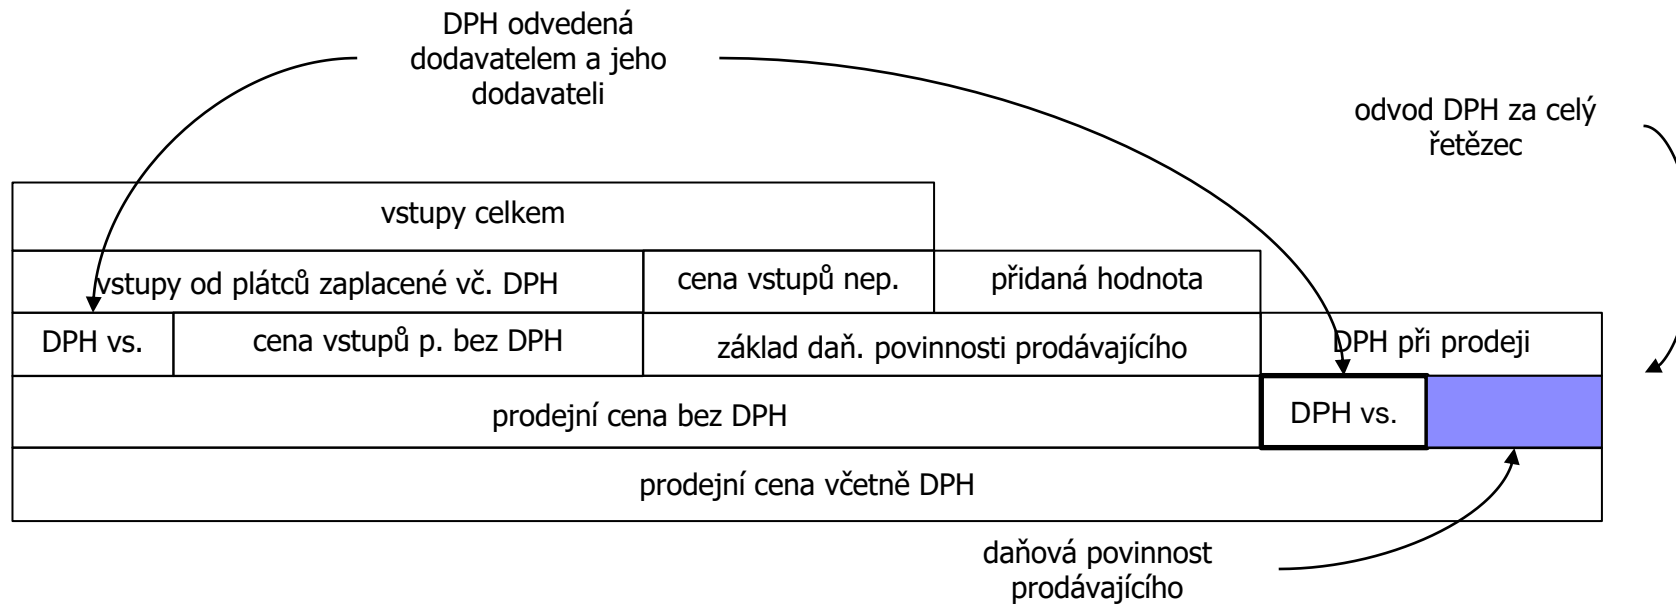 DPH odvedená
dodavatelem a jeho
dodavateli
odvod DPH za celý
řetězec
vstupy celkem
vstupy od plátců zaplacené vč. DPH
cena vstupů nep.
přidaná hodnota
DPH vs.
cena vstupů p. bez DPH
základ daň. povinnosti prodávajícího
DPH při prodeji
prodejní cena bez DPH
DPH vs.
prodejní cena včetně DPH
daňová povinnost
prodávajícího